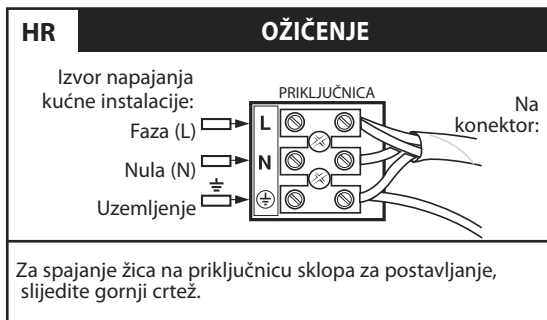 HR
OŽIČENJE
Izvor napajanja
kućne instalacije:
PRIKLJUČNICA
Na
konektor:
Faza (L)
L
Nula (N)
N
Uzemljenje
Za spajanje žica na priključnicu sklopa za postavljanje,
slijedite gornji crtež.